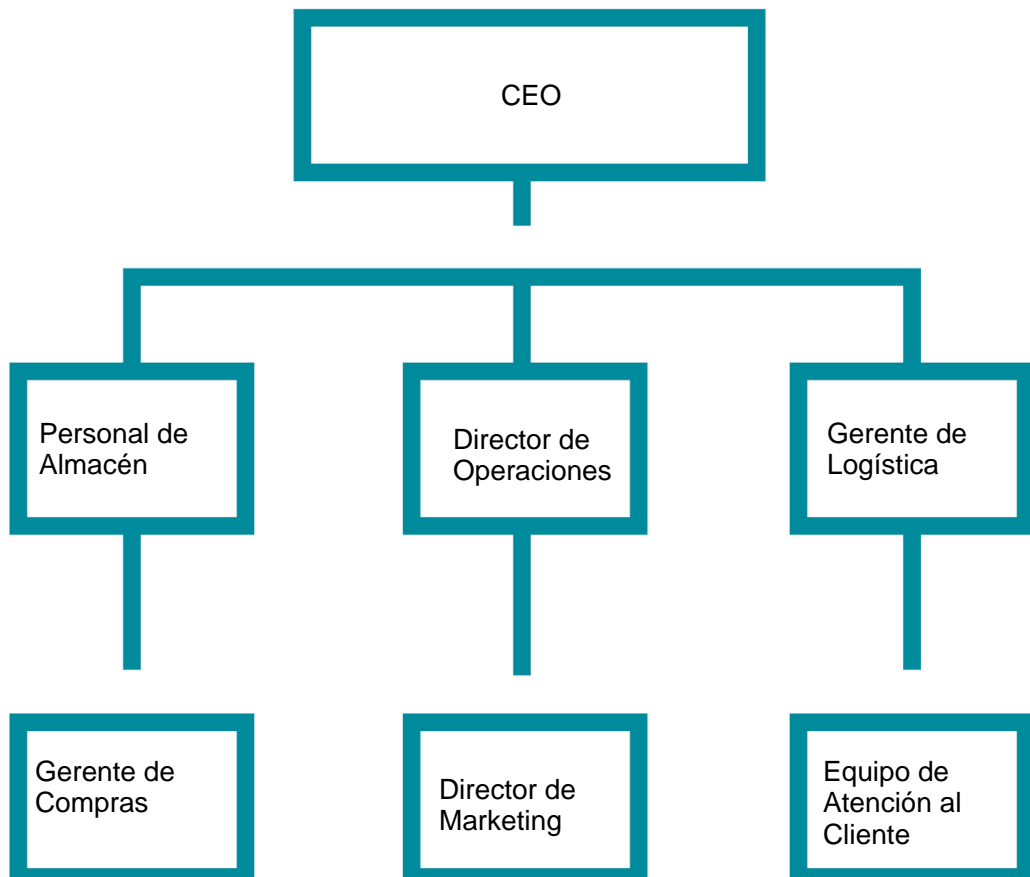 CEO
Personal de
Almacén
Director de
Operaciones
Gerente de
Logística
Gerente de
Compras
Director de
Marketing
Equipo de
Atención al
Cliente